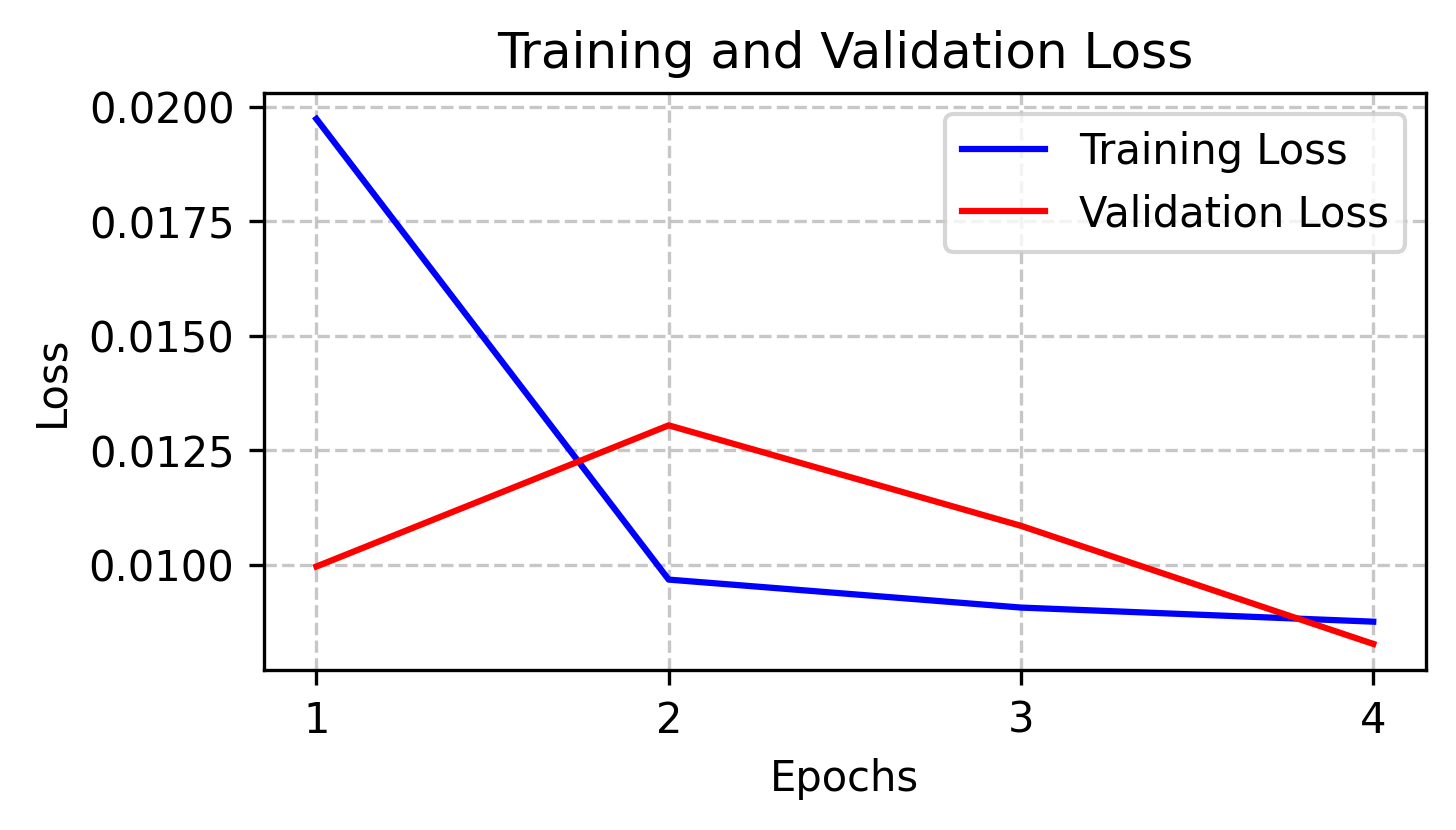 Training and Validation Loss
0.0200
0.0175
0.0150
0.0125
0.0100
Loss
Training Loss
Validation Loss
1 2 3 4
Epochs